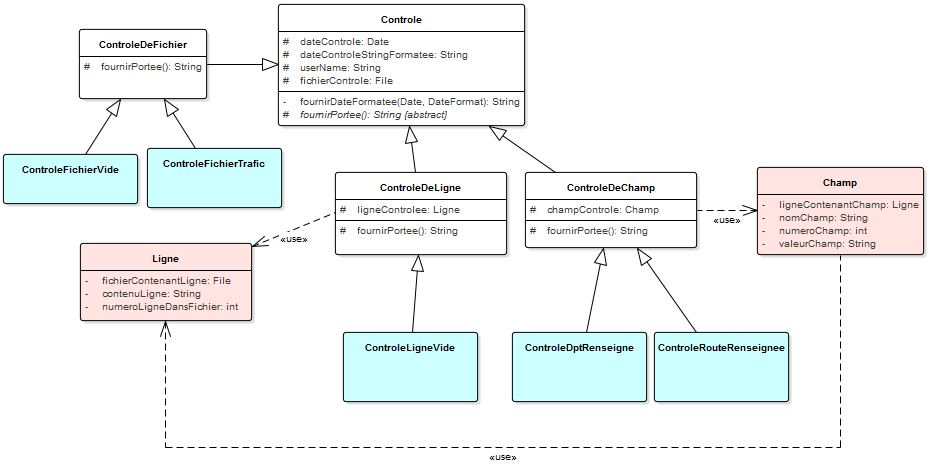 Controle
# dateControle: Date
# dateControleStringFormatee: String
# userName: String
# fichierControle: File
- fournirDateFormatee(Date, DateFormat): String
# fournirPortee(): String {abstract}
ControleDeFichier
# fournirPortee(): String
ControleFichierVide
ControleFichierTrafic
ControleDeLigne
# ligneControlee: Ligne
# fournirPortee(): String
ControleDeChamp
# champControle: Champ
# fournirPortee(): String
Champ
- ligneContenantChamp: Ligne
- nomChamp: String
- numeroChamp: int
- valeurChamp: String
«use»
«use»
Ligne
- fichierContenantLigne: File
- contenuLigne: String
- numeroLigneDansFichier: int
ControleLigneVide
ControleDptRenseigne
ControleRouteRenseignee
«use»